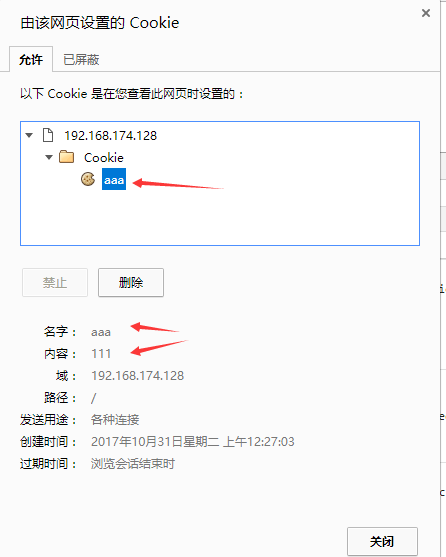 由该网页设置的 Cookie
允许 已屏蔽
以下 Cookie 是在您查看此网页时设置的：
192.168.174.128
Cookie
aaa
禁止 删除
名字： aaa
内容： 111
域： 192.168.174.128
路径： /
发送用途： 各种连接
创建时间： 2017年10月31日星期二 上午12:27:03
过期时间： 浏览会话结束时
关闭